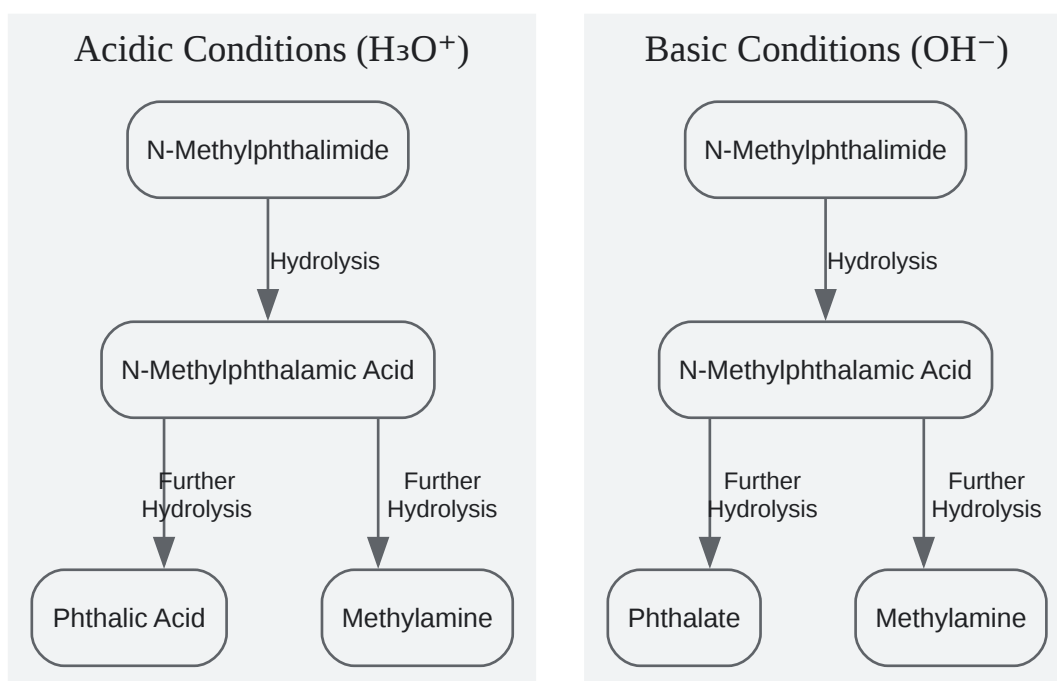 Acidic Conditions (H₃O⁺)
N-Methylphthalimide
Hydrolysis
N-Methylphthalamic Acid
Further
Hydrolysis
Further
Hydrolysis
Phthalic Acid
Methylamine
Basic Conditions (OH⁻)
N-Methylphthalimide
Hydrolysis
N-Methylphthalamic Acid
Further
Hydrolysis
Further
Hydrolysis
Phthalate
Methylamine